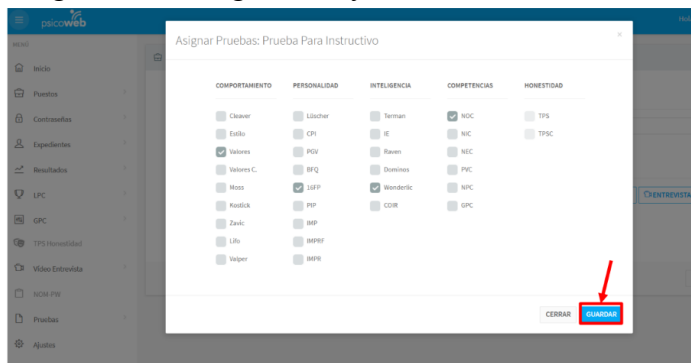 psicoweb
Asignar Pruebas: Prueba Para Instructivo
×
MENÚ
Inicio
Puestos
Contraseñas
Expedientes
Resultados
LPC
GPC
TPS Honestidad
Video Entrevista
NOM PW
Pruebas
Ajustes
COMPORTAMIENTO
Cleaver
Estilo
Valores
Valores C.
Moss
Kostick
Zavic
Lifo
Valper
PERSONALIDAD
Lüscher
CPI
PGV
BFQ
16FP
PIP
IMP
IMPRF
IMPR
INTELIGENCIA
Terman
IE
Raven
Dominos
Wonderlic
COIR
COMPETENCIAS
NOC
NIC
NEC
PVC
NPC
GPC
HONESTIDAD
TPS
TPSC
ENTREVISTA
CERRAR
GUARDAR